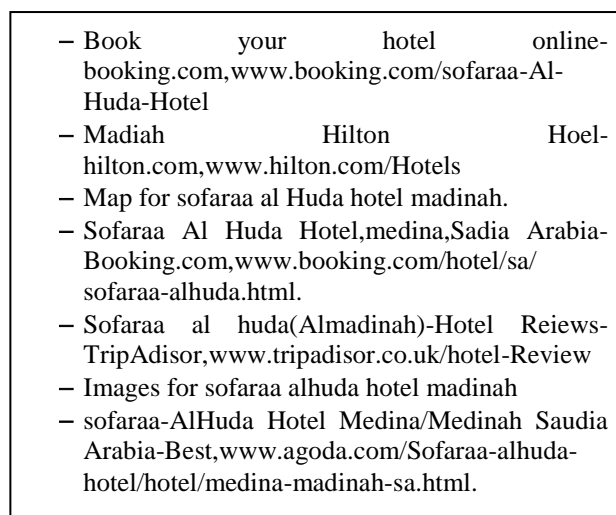 – Book your hotel online-
booking.com,www.booking.com/sofaraa-Al-
Huda-Hotel
– Madiah Hilton Hoel-
hilton.com,www.hilton.com/Hotels
– Map for sofaraa al Huda hotel madinah.
– Sofaraa Al Huda Hotel,medina,Sadia Arabia-
Booking.com,www.booking.com/hotel/sa/
sofaraa-alhuda.html.
– Sofaraa al huda(Almadinah)-Hotel Reiews-
TripAdisor,www.tripadisor.co.uk/hotel-Review
– Images for sofaraa alhuda hotel madinah
– sofaraa-AlHuda Hotel Medina/Medinah Saudia
Arabia-Best,www.agoda.com/Sofaraa-alhuda-
hotel/hotel/medina-madinah-sa.html.